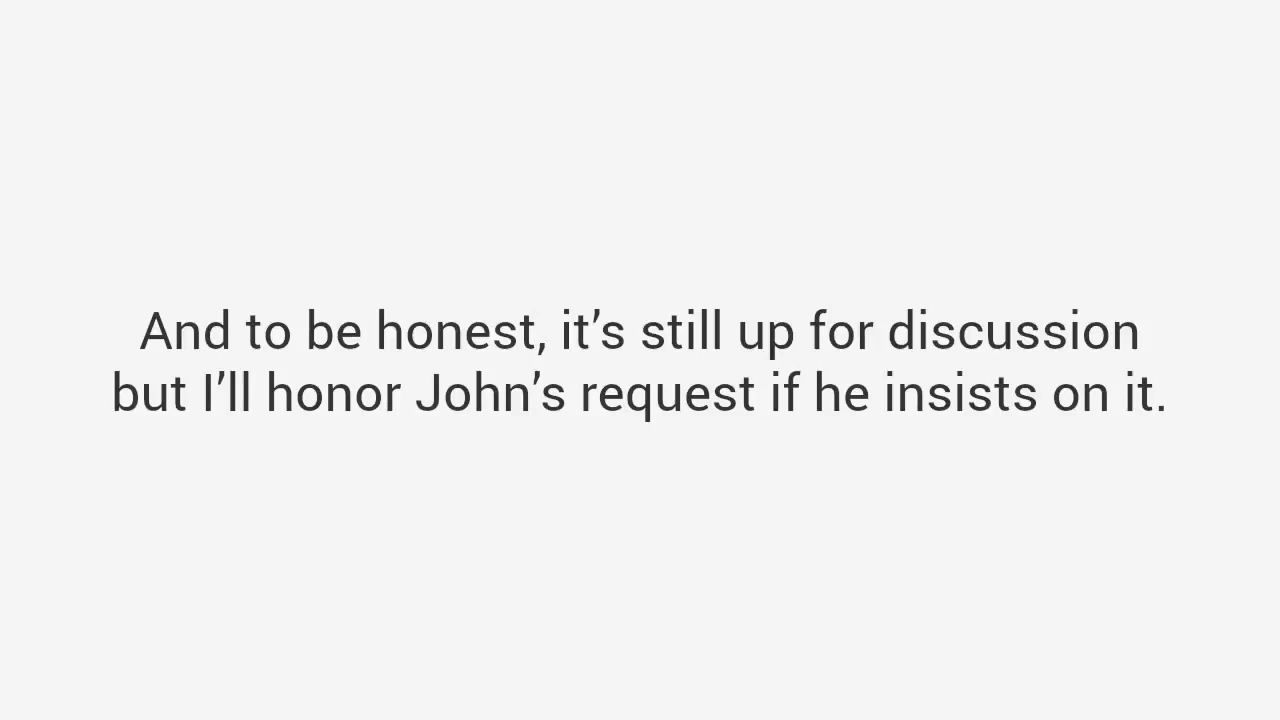 And to be honest, it’s still up for discussion
but I’ll honor John’s request if he insists on it.